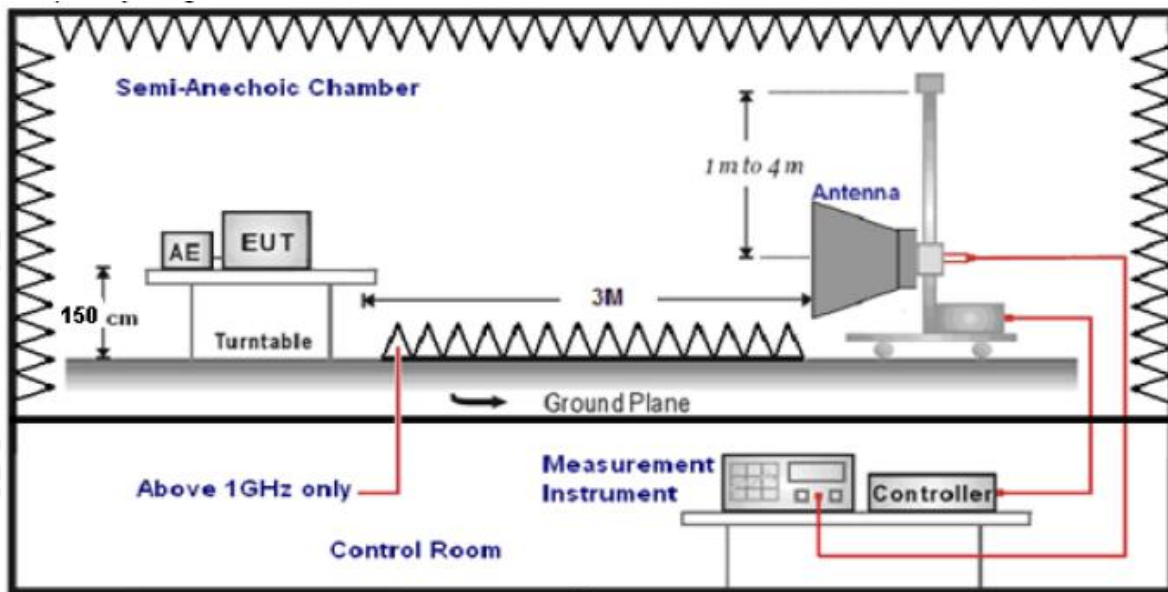 Semi-Anechoic Chamber
1 m to 4 m
Antenna
AE
EUT
150 cm
3M
Turntable
Ground Plane
Above 1GHz only
Measurement
Instrument
Controller
Control Room